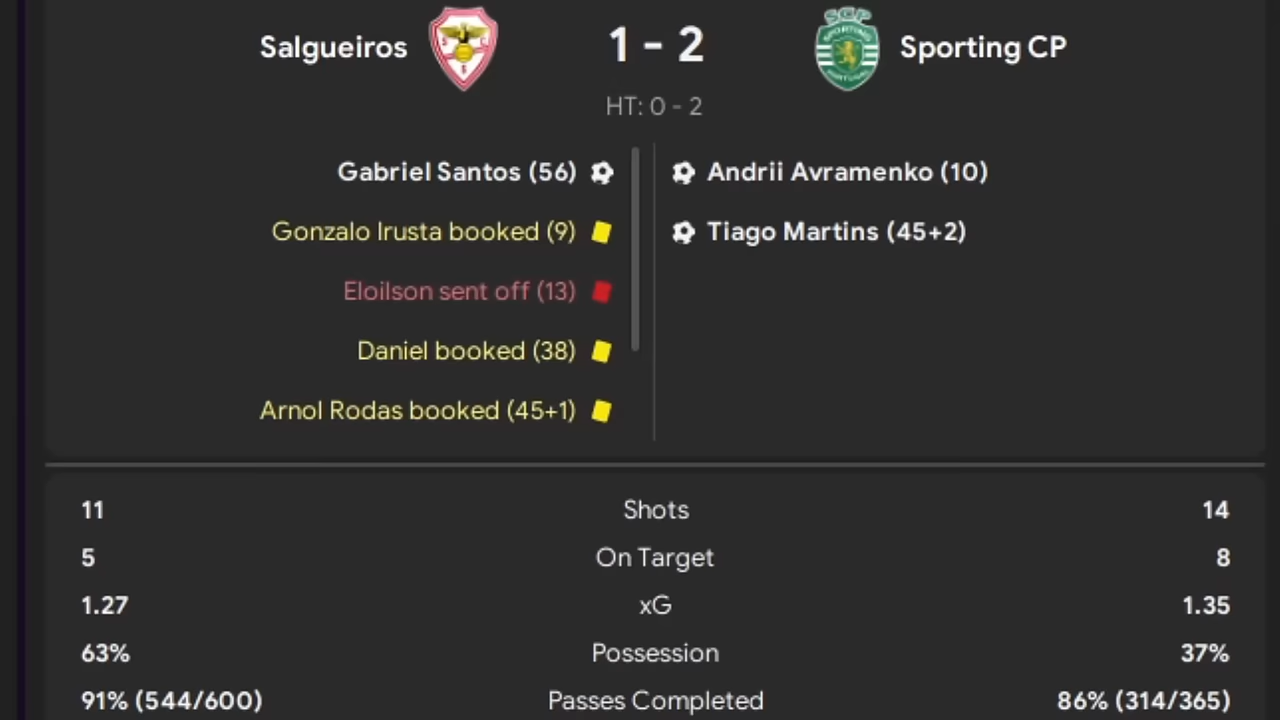 Salgueiros 1 - 2 Sporting CP
HT: 0 - 2
Gabriel Santos (56) Andrii Avramenko (10)
Gonzalo Irusta booked (9) Tiago Martins (45+2)
Eloilson sent off (13)
Daniel booked (38)
Arnol Rodas booked (45+1)
11 Shots 14
5 On Target 8
1.27 xG 1.35
63% Possession 37%
91% (544/600) Passes Completed 86% (314/365)